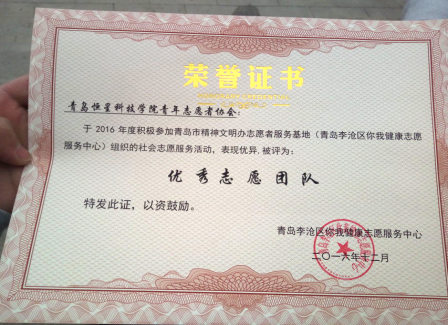 荣誉证书
青岛恒星科技学院青年志愿者协会：
于 2016 年度积极参加青岛市精神文明办志愿者服务基地（青岛李沧区你我健康志愿
服务中心）组织的社会志愿服务活动，表现优异.被评为：
优秀志愿团队
特发此证，以资鼓励。
青岛李沧区你我健康志愿服务中心
二〇一六年十二月